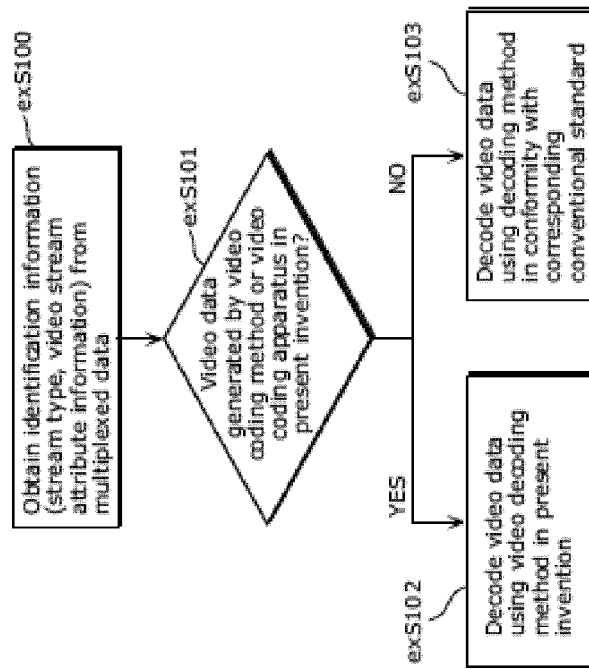 exS100
Obtain identification information
(stream type, video stream
attribute information) from
multiplexed data
exS101
Video data
generated by video
coding method or video
coding apparatus in
present invention?
YES
NO
exS102
Decode video data
using video decoding
method in present
invention
exS103
Decode video data
using decoding method
in conformity with
corresponding
conventional standard